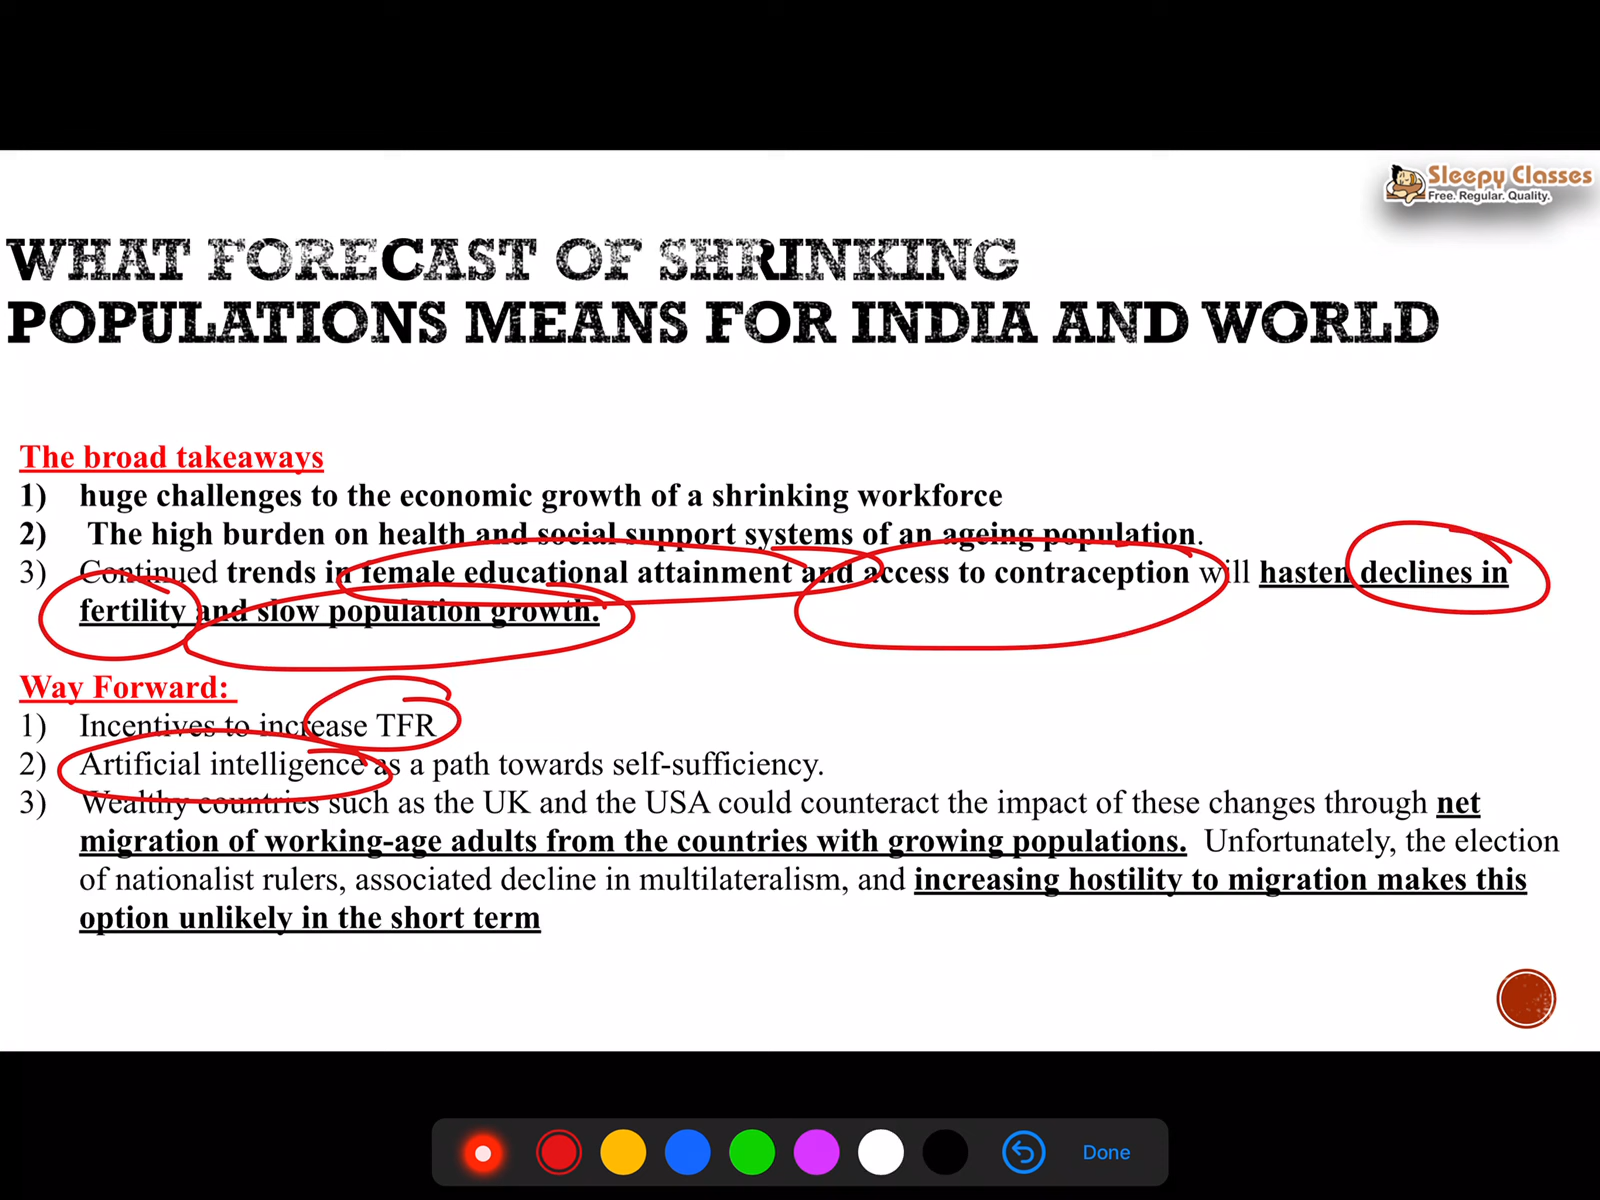 Sleepy Classes
Free. Regular. Quality.
WHAT FORECAST OF SHRINKING
POPULATIONS MEANS FOR INDIA AND WORLD
The broad takeaways
1) huge challenges to the economic growth of a shrinking workforce
2) The high burden on health and social support systems of an ageing population.
3) Continued trends in female educational attainment and access to contraception will hasten declines in
fertility and slow population growth.
Way Forward:
1) Incentives to increase TFR
2) Artificial intelligence as a path towards self-sufficiency.
3) Wealthy countries such as the UK and the USA could counteract the impact of these changes through net
migration of working-age adults from the countries with growing populations. Unfortunately, the election
of nationalist rulers, associated decline in multilateralism, and increasing hostility to migration makes this
option unlikely in the short term
Done